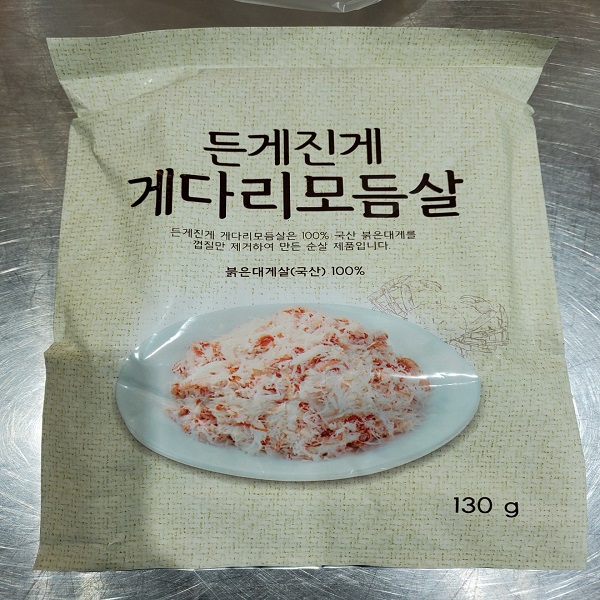 든게진게
게다리모듬살
든게진게 게다리모듬살은 100% 국산 붉은대게를
껍질만 제거하여 만든 순살 제품입니다.
붉은대게살(국산) 100%
130 g